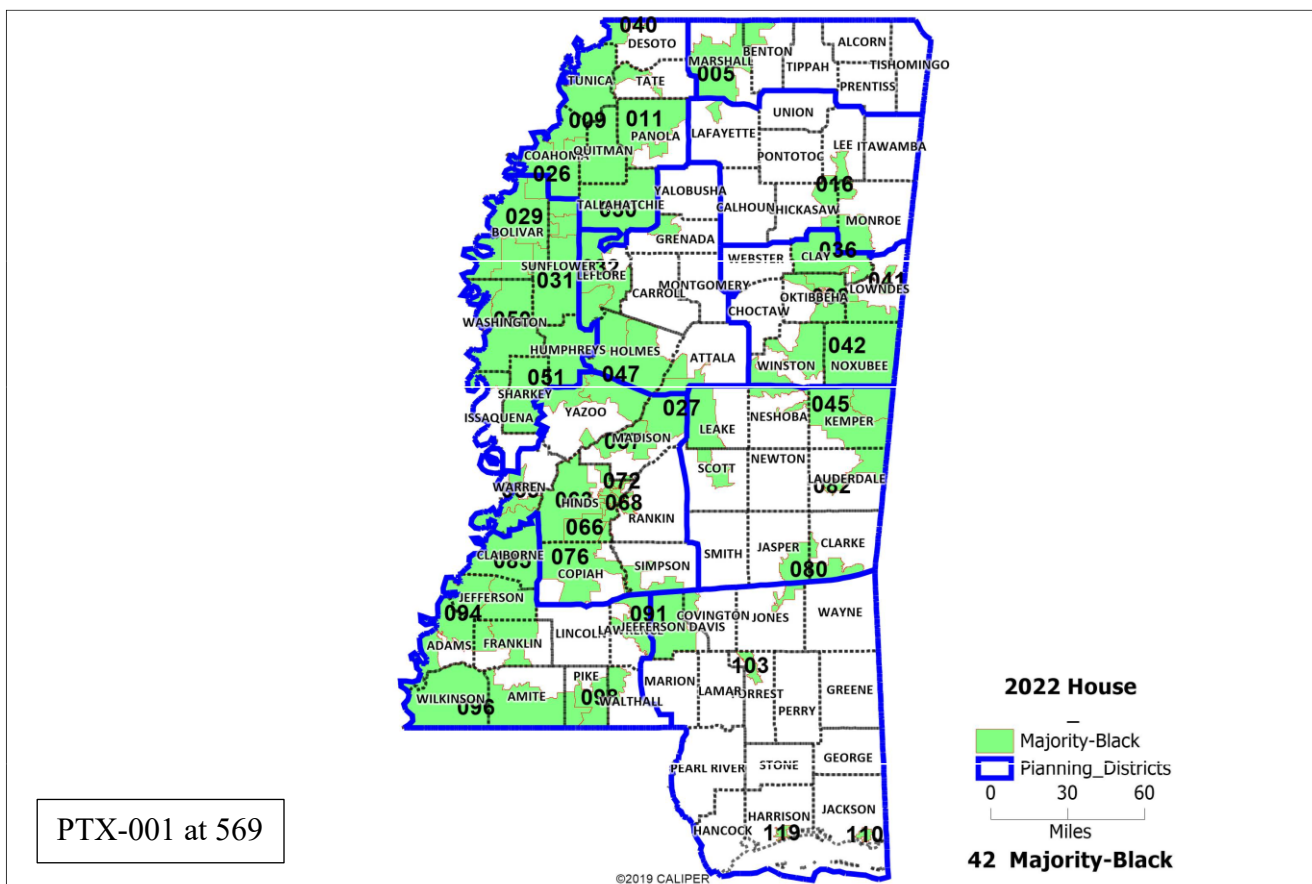 040
DESOTO
ALCORN
BENTON
MARSHALL
TIPPAH
TISHOMINGO
005
TUNICA
TATE
PRENTISS
009
011
UNION
PANOLA
LAFAYETTE
LEE
ITAWAMBA
QUITMAN
COAHOMA
PONTOTOC
026
016
YALOBUSHA
TALLAHATCHIE
CALHOUN
CHICKASAW
029
MONROE
BOLIVAR
GRENADA
036
WEBSTER
CLAY
SUNFLOWER
LEFLORE
031
041
LOWNDES
MONTGOMERY
CARROLL
OKTIBBEHA
CHOCTAW
WASHINGTON
HUMPHREYS
HOLMES
042
ATTALA
WINSTON
NOXUBEE
051
047
SHARKEY
027
045
ISSAQUENA
YAZOO
NESHOBA
KEMPER
LEAKE
MADISON
NEWTON
SCOTT
072
LAUDERDALE
WARREN
082
HINDS
068
RANKIN
066
CLARKE
SMITH
JASPER
CLAIBORNE
076
SIMPSON
080
COPIAH
JEFFERSON
094
091
COVINGTON
JONES
WAYNE
LAWRENCE
JEFFERSON DAVIS
LINCOLN
ADAMS
FRANKLIN
103
PIKE
MARION
LAMAR
FORREST
GREENE
WILKINSON
AMITE
098
WALTHALL
096
PERRY
GEORGE
PEARL RIVER
STONE
JACKSON
HARRISON
HANCOCK
119
110
2022 House
_
Majority-Black
Planning_Districts
0 30 60
Miles
42 Majority-Black
PTX-001 at 569
©2019 CALIPER